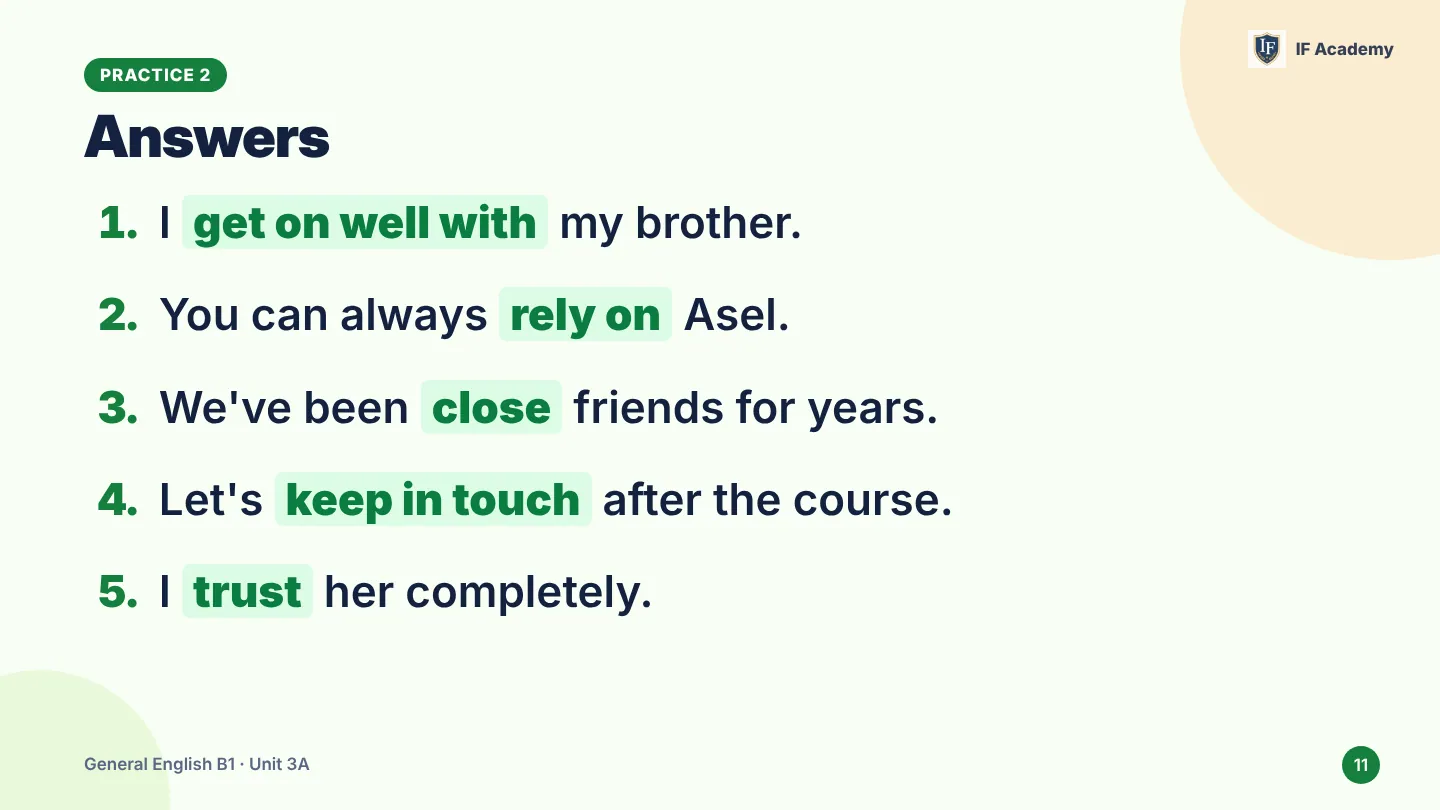 IF
IF Academy
PRACTICE 2
Answers
1. I get on well with my brother.
2. You can always rely on Asel.
3. We've been close friends for years.
4. Let's keep in touch after the course.
5. I trust her completely.
General English B1 · Unit 3A
11